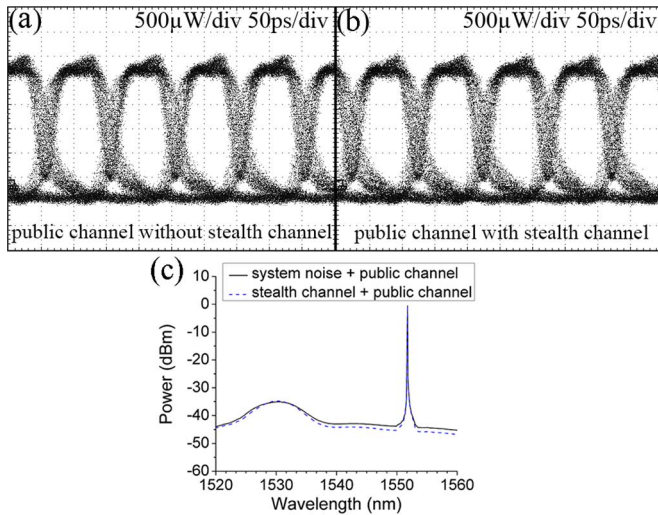 (a) 500µW/div 50ps/div
public channel without stealth channel
(b) 500µW/div 50ps/div
public channel with stealth channel
(c)
system noise + public channel
stealth channel + public channel
10
0
-10
-20
-30
-40
-50
-60
Power (dBm)
1520 1530 1540 1550 1560
Wavelength (nm)